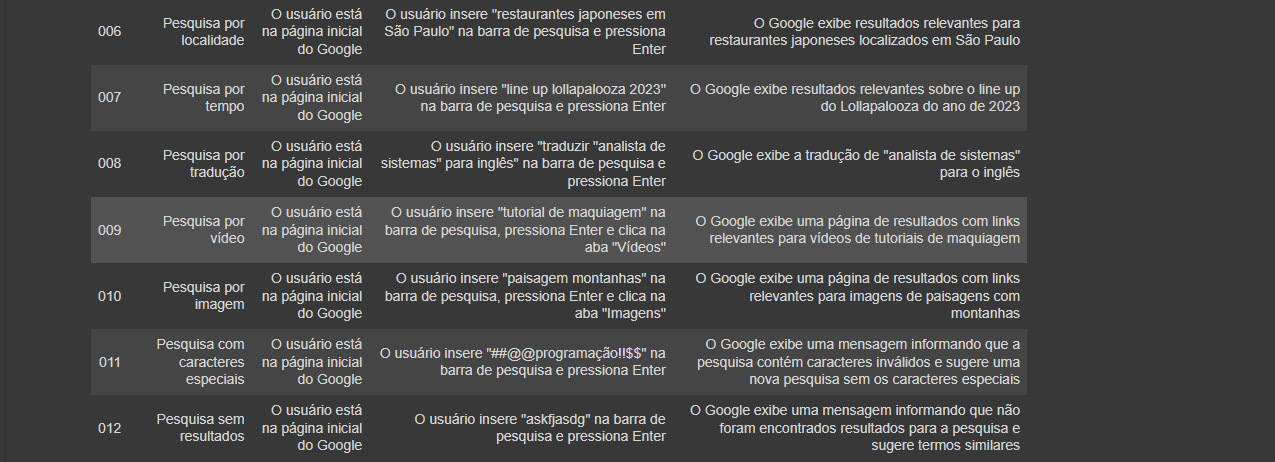 006
Pesquisa por
localidade
O usuário está
na página inicial
do Google
O usuário insere "restaurantes japoneses em
São Paulo" na barra de pesquisa e pressiona
Enter
O Google exibe resultados relevantes para
restaurantes japoneses localizados em São Paulo
007
Pesquisa por
tempo
O usuário está
na página inicial
do Google
O usuário insere "line up lollapalooza 2023"
na barra de pesquisa e pressiona Enter
O Google exibe resultados relevantes sobre o line up
do Lollapalooza do ano de 2023
008
Pesquisa por
tradução
O usuário está
na página inicial
do Google
O usuário insere "traduzir "analista de
sistemas" para inglês" na barra de pesquisa e
pressiona Enter
O Google exibe a tradução de "analista de sistemas"
para o inglês
009
Pesquisa por
vídeo
O usuário está
na página inicial
do Google
O usuário insere "tutorial de maquiagem" na
barra de pesquisa, pressiona Enter e clica na
aba "Vídeos"
O Google exibe uma página de resultados com links
relevantes para vídeos de tutoriais de maquiagem
010
Pesquisa por
imagem
O usuário está
na página inicial
do Google
O usuário insere "paisagem montanhas" na
barra de pesquisa, pressiona Enter e clica na
aba "Imagens"
O Google exibe uma página de resultados com links
relevantes para imagens de paisagens com
montanhas
011
Pesquisa com
caracteres
especiais
O usuário está
na página inicial
do Google
O usuário insere "##@@programação!!$$" na
barra de pesquisa e pressiona Enter
O Google exibe uma mensagem informando que a
pesquisa contém caracteres inválidos e sugere uma
nova pesquisa sem os caracteres especiais
012
Pesquisa sem
resultados
O usuário está
na página inicial
do Google
O usuário insere "askfjasdg" na barra de
pesquisa e pressiona Enter
O Google exibe uma mensagem informando que não
foram encontrados resultados para a pesquisa e
sugere termos similares